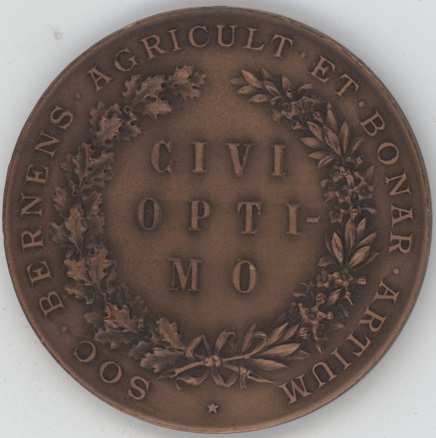 SOC · BERNENS · AGRICULT · ET · BONAR · ARTIUM
CIVI
OPTI-
MO